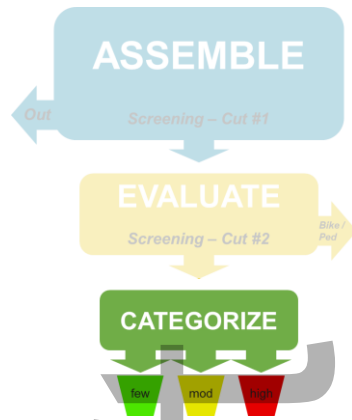 ASSEMBLE
Out
Screening – Cut #1
EVALUATE
Screening – Cut #2
Bike /
Ped
CATEGORIZE
few mod high